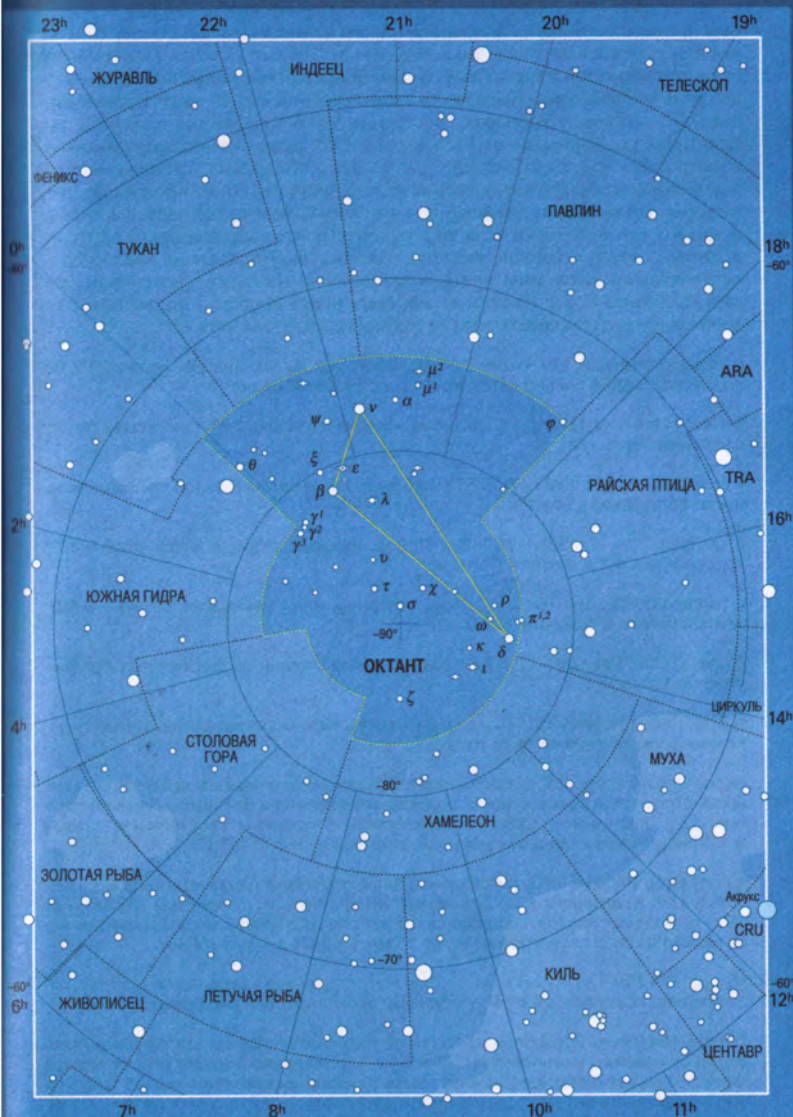 23h 22h 21h 20h 19h
ЖУРАВЛЬ
ИНДЕЕЦ
ТЕЛЕСКОП
ФЕНИКС
ПАВЛИН
ТУКАН
0h
-60°
18h
-60°
ARA
μ²
μ¹
α
ν
ψ
φ
θ
ξ
ε
β
λ
TRA
РАЙСКАЯ ПТИЦА
γ¹
γ²
γ³
2h
16h
υ
τ
χ
ЮЖНАЯ ГИДРА
σ
ρ
ω
π1,2
-90°
δ
κ
ОКТАНТ
ι
ζ
ЦИРКУЛЬ
4h
14h
СТОЛОВАЯ
ГОРА
МУХА
-80°
ХАМЕЛЕОН
ЗОЛОТАЯ РЫБА
Акрукс
CRU
-70°
КИЛЬ
-60°
6h
-60°
12h
ЖИВОПИСЕЦ
ЛЕТУЧАЯ РЫБА
ЦЕНТАВР
7h 8h 10h 11h